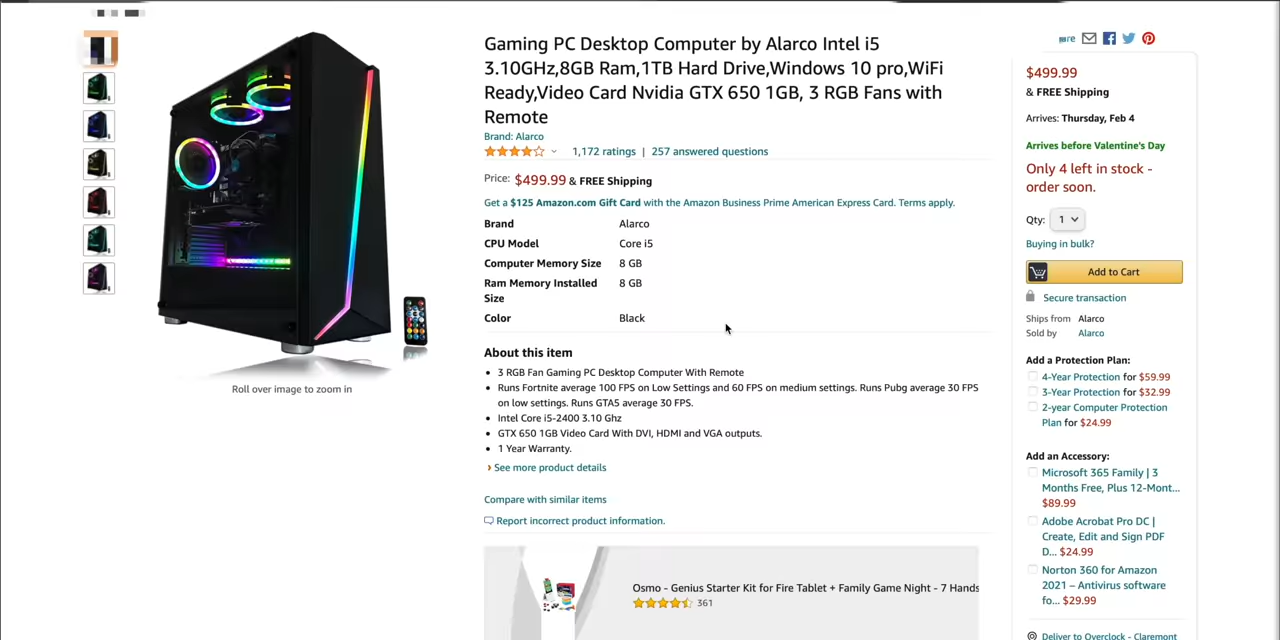 Gaming PC Desktop Computer by Alarco Intel i5
3.10GHz,8GB Ram,1TB Hard Drive,Windows 10 pro,WiFi
Ready,Video Card Nvidia GTX 650 1GB, 3 RGB Fans with
Remote
Brand: Alarco
1,172 ratings | 257 answered questions
Price: $499.99 & FREE Shipping
Get a $125 Amazon.com Gift Card with the Amazon Business Prime American Express Card. Terms apply.
Brand Alarco
CPU Model Core i5
Computer Memory Size 8 GB
Ram Memory Installed 8 GB
Size
Color Black
About this item
• 3 RGB Fan Gaming PC Desktop Computer With Remote
• Runs Fortnite average 100 FPS on Low Settings and 60 FPS on medium settings. Runs Pubg average 30 FPS
on low settings. Runs GTA5 average 30 FPS.
• Intel Core i5-2400 3.10 Ghz
• GTX 650 1GB Video Card With DVI, HDMI and VGA outputs.
• 1 Year Warranty.
› See more product details
Compare with similar items
Report incorrect product information.
Osmo - Genius Starter Kit for Fire Tablet + Family Game Night - 7 Hands
361
Roll over image to zoom in
$499.99
& FREE Shipping
Arrives: Thursday, Feb 4
Arrives before Valentine's Day
Only 4 left in stock -
order soon.
Qty: 1
Buying in bulk?
Add to Cart
Secure transaction
Ships from Alarco
Sold by Alarco
Add a Protection Plan:
4-Year Protection for $59.99
3-Year Protection for $32.99
2-year Computer Protection
Plan for $24.99
Add an Accessory:
Microsoft 365 Family | 3
Months Free, Plus 12-Mont...
$89.99
Adobe Acrobat Pro DC |
Create, Edit and Sign PDF
D... $24.99
Norton 360 for Amazon
2021 – Antivirus software
fo... $29.99
Deliver to Overclock - Claremont